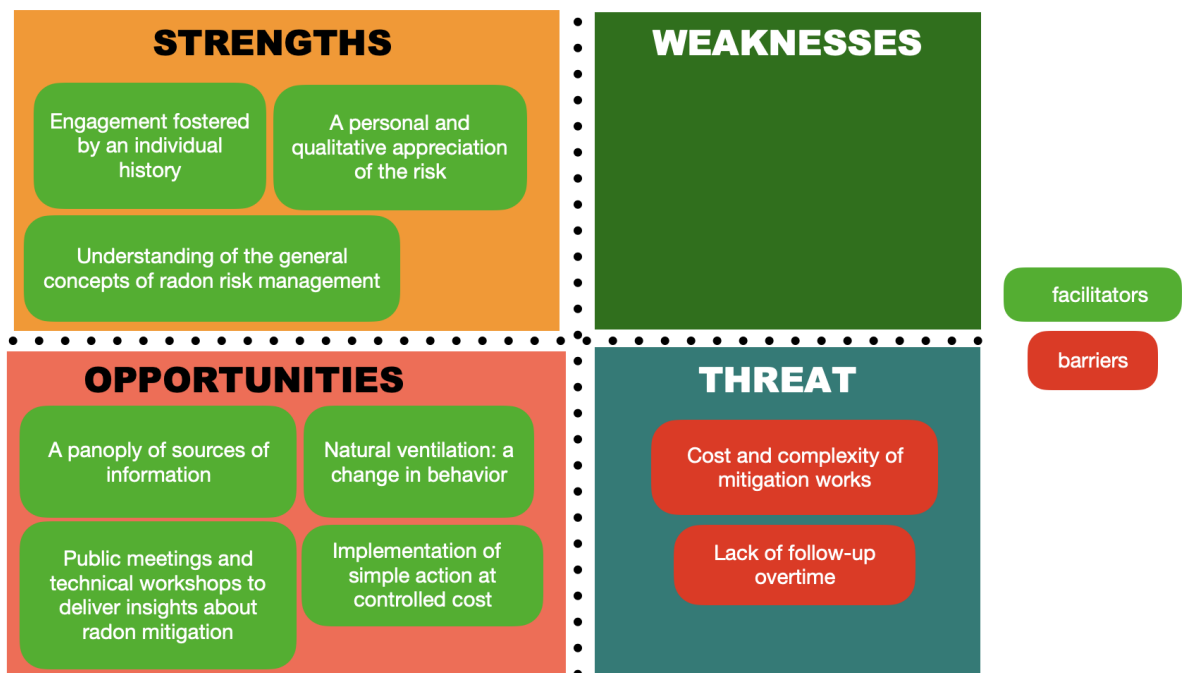 STRENGTHS
Engagement fostered
by an individual
history
A personal and
qualitative appreciation
of the risk
Understanding of the general
concepts of radon risk management
WEAKNESSES
OPPORTUNITIES
A panoply of sources of
information
Natural ventilation: a
change in behavior
Public meetings and
technical workshops to
deliver insights about
radon mitigation
Implementation of
simple action at
controlled cost
THREAT
Cost and complexity of
mitigation works
Lack of follow-up
overtime
facilitators
barriers